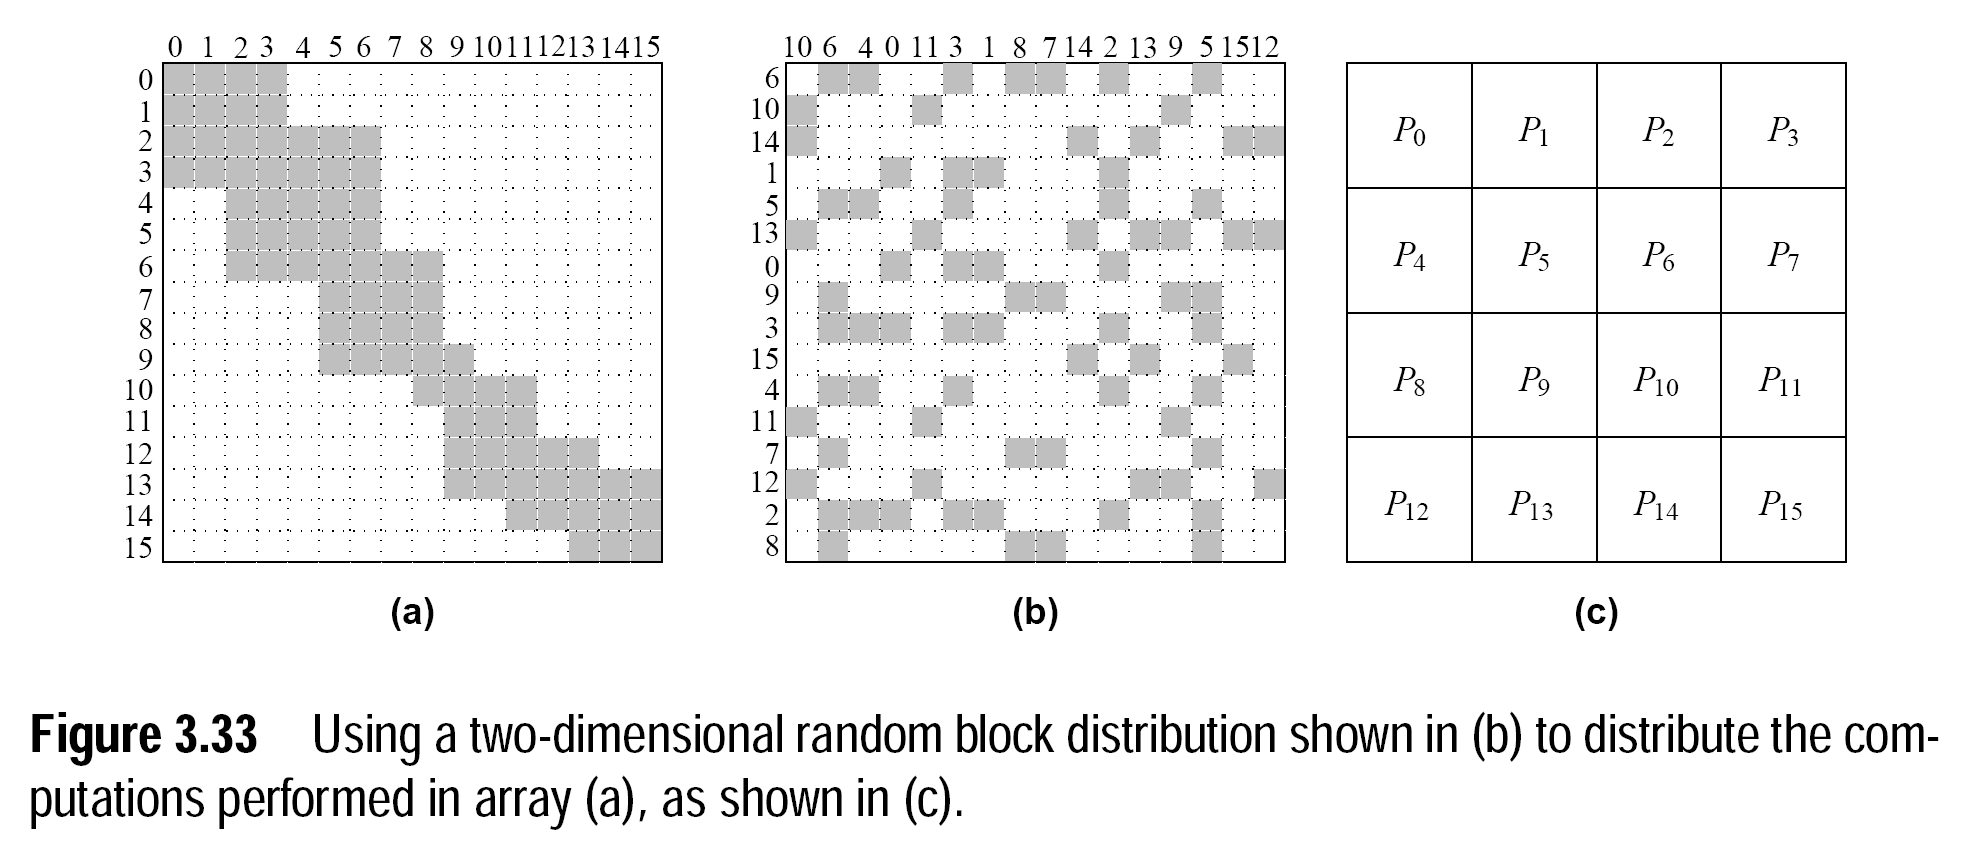 0 1 2 3 4 5 6 7 8 9 10 11 12 13 14 15
0
1
2
3
4
5
6
7
8
9
10
11
12
13
14
15
(a)
10 6 4 0 11 3 1 8 7 14 2 13 9 5 15 12
6
10
14
1
5
13
0
9
3
15
4
11
7
12
2
8
(b)
P0 P1 P2 P3
P4 P5 P6 P7
P8 P9 P10 P11
P12 P13 P14 P15
(c)
Figure 3.33 Using a two-dimensional random block distribution shown in (b) to distribute the com-
putations performed in array (a), as shown in (c).